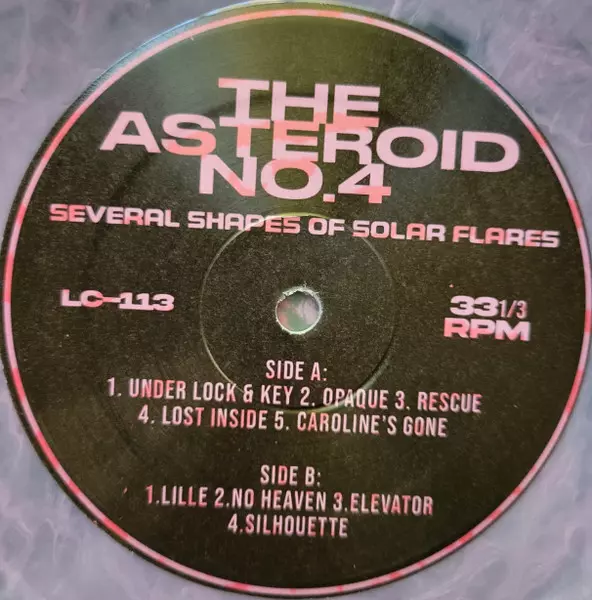 THE
ASTEROID
NO.4
SEVERAL SHAPES OF SOLAR FLARES
LC-113
33 1/3
RPM
SIDE A:
1. UNDER LOCK & KEY 2. OPAQUE 3. RESCUE
4. LOST INSIDE 5. CAROLINE'S GONE
SIDE B:
1.LILLE 2.NO HEAVEN 3.ELEVATOR
4.SILHOUETTE